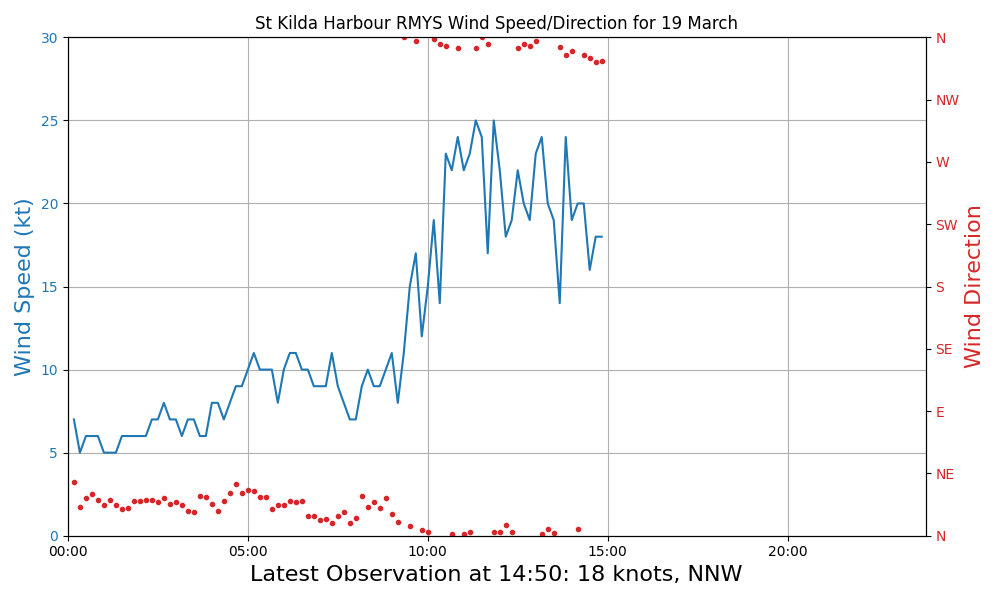 St Kilda Harbour RMYS Wind Speed/Direction for 19 March
30
25
20
15
10
5
0
Wind Speed (kt)
00:00
05:00
10:00
15:00
20:00
Latest Observation at 14:50: 18 knots, NNW
N
NW
W
SW
S
SE
E
NE
N
Wind Direction